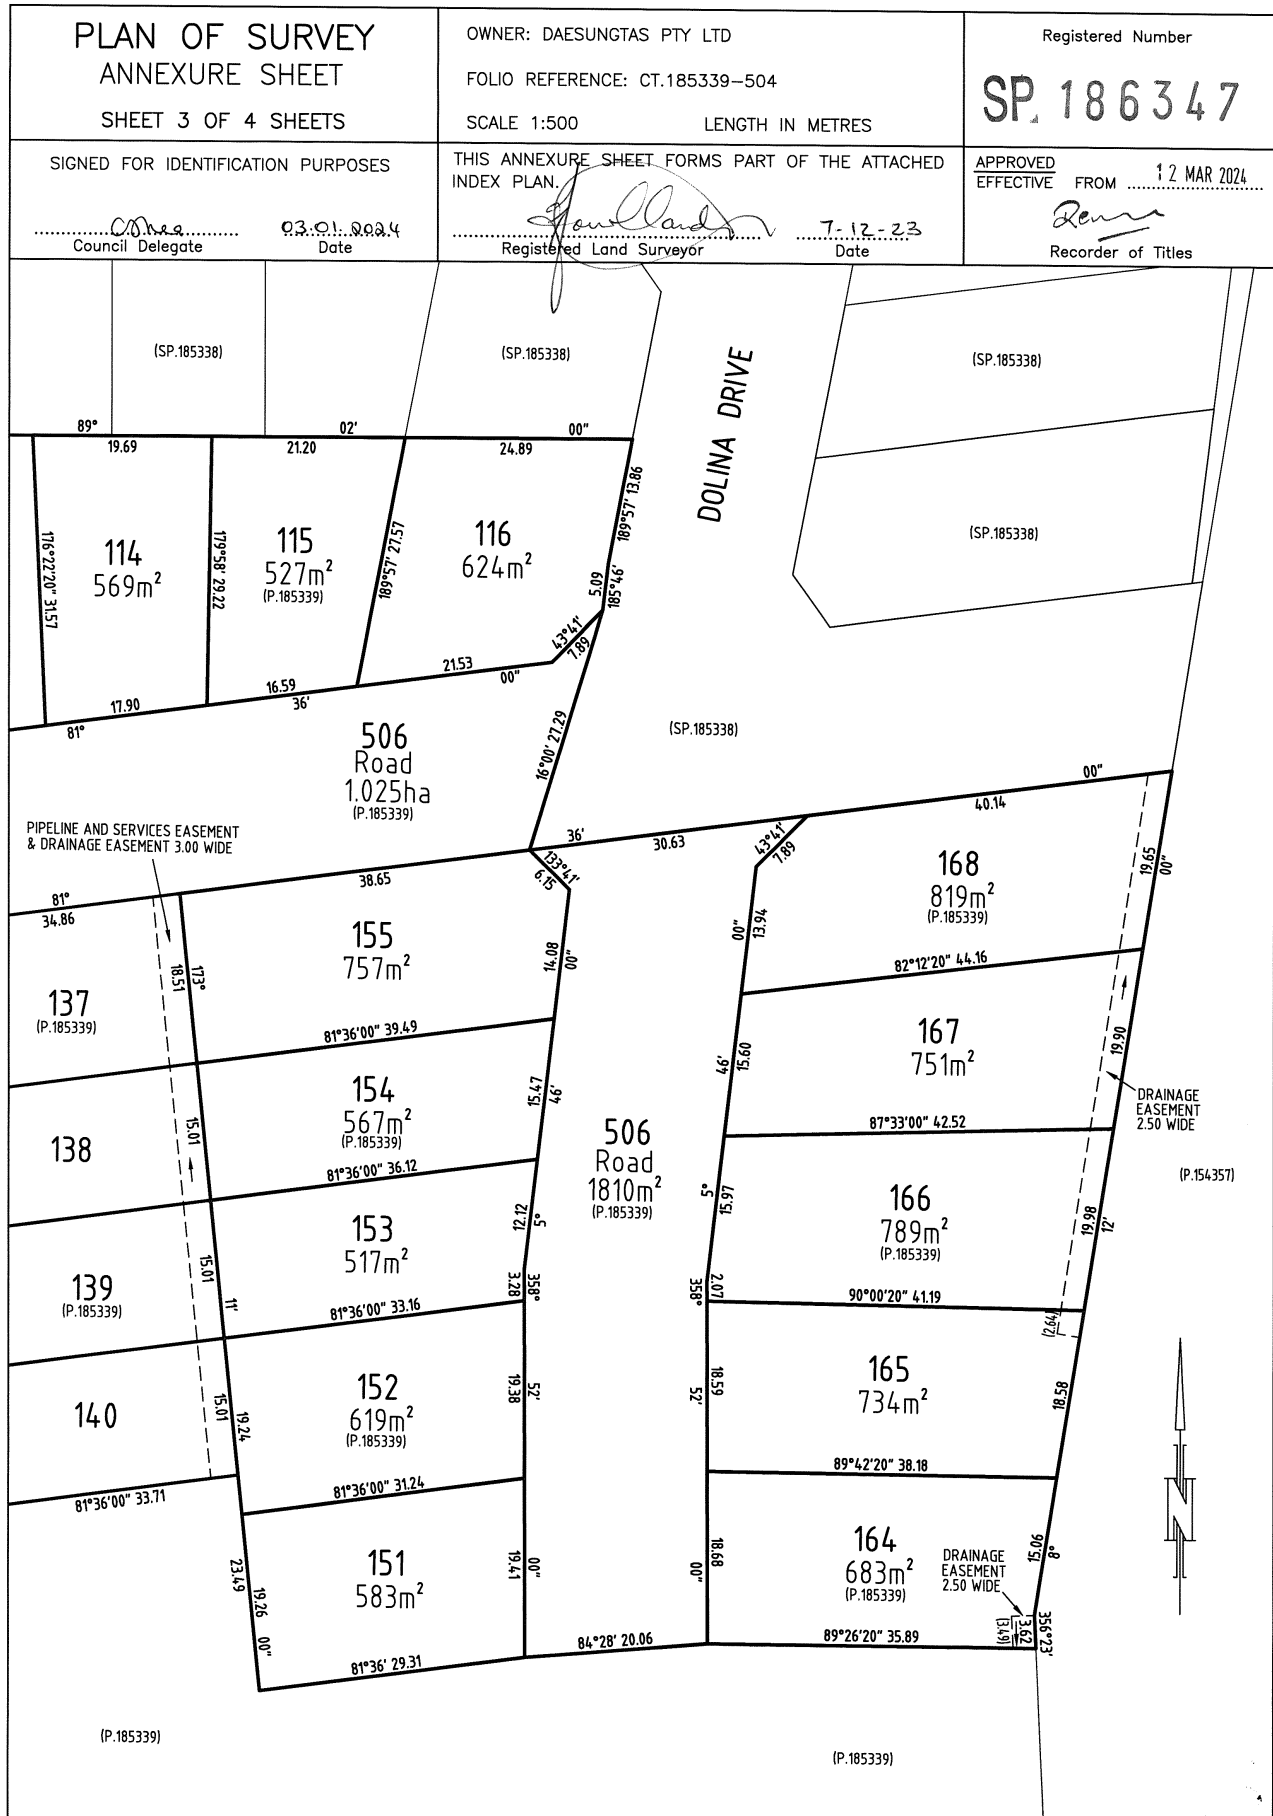 PLAN OF SURVEY
ANNEXURE SHEET
SHEET 3 OF 4 SHEETS
OWNER: DAESUNGTAS PTY LTD
FOLIO REFERENCE: CT.185339-504
SCALE 1:500 LENGTH IN METRES
Registered Number
SP. 186347
SIGNED FOR IDENTIFICATION PURPOSES
03.01.2024
Council Delegate Date
THIS ANNEXURE SHEET FORMS PART OF THE ATTACHED
INDEX PLAN.
7-12-23
Registered Land Surveyor Date
APPROVED
EFFECTIVE FROM 12 MAR 2024
Recorder of Titles
(SP.185338)
(SP.185338)
(SP.185338)
DOLINA DRIVE
(SP.185338)
89° 02' 00"
19.69
21.20
24.89
176°22'20" 31.57
114
569m²
179°58' 29.22
115
527m²
(P.185339)
189°57' 27.57
116
624m²
189°57' 13.86
5.09
185°46'
43°41'
7.89
21.53
00"
16.59
36'
17.90
81°
506
Road
1.025ha
(P.185339)
16°00' 27.29
(SP.185338)
PIPELINE AND SERVICES EASEMENT
& DRAINAGE EASEMENT 3.00 WIDE
36'
30.63
00"
40.14
43°41'
7.89
133°41'
6.15
38.65
81°
34.86
137
(P.185339)
18.51
173°
155
757m²
14.08
00"
00"
13.94
168
819m²
(P.185339)
19.65
00"
82°12'20" 44.16
81°36'00" 39.49
154
567m²
(P.185339)
15.47
46'
46'
15.60
167
751m²
19.90
DRAINAGE
EASEMENT
2.50 WIDE
87°33'00" 42.52
138
15.01
81°36'00" 36.12
506
Road
1810m²
(P.185339)
(P.154357)
153
517m²
12.12
5°
5°
15.97
166
789m²
(P.185339)
19.98
12'
139
(P.185339)
15.01
11'
3.28
358°
358°
2.07
90°00'20" 41.19
(2.64)
81°36'00" 33.16
152
619m²
(P.185339)
19.38
52'
52'
18.59
165
734m²
18.58
140
15.01
19.24
89°42'20" 38.18
81°36'00" 31.24
81°36'00" 33.71
151
583m²
19.41
00"
00"
18.68
164
683m²
(P.185339)
DRAINAGE
EASEMENT
2.50 WIDE
15.06
8°
23.49
19.26
00"
(3.49)
3.62
356°23'
84°28' 20.06
89°26'20" 35.89
81°36' 29.31
N
(P.185339)
(P.185339)